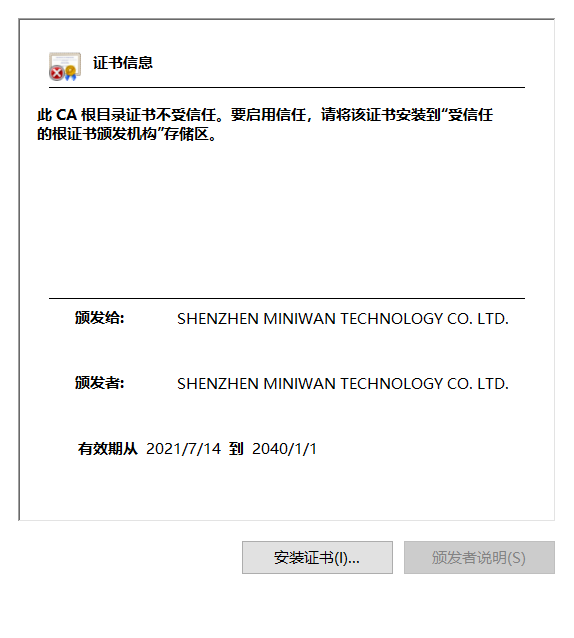 证书信息
此 CA 根目录证书不受信任。要启用信任，请将该证书安装到“受信任
的根证书颁发机构”存储区。
颁发给: SHENZHEN MINIWAN TECHNOLOGY CO. LTD.
颁发者: SHENZHEN MINIWAN TECHNOLOGY CO. LTD.
有效期从 2021/7/14 到 2040/1/1
安装证书(I)... 颁发者说明(S)